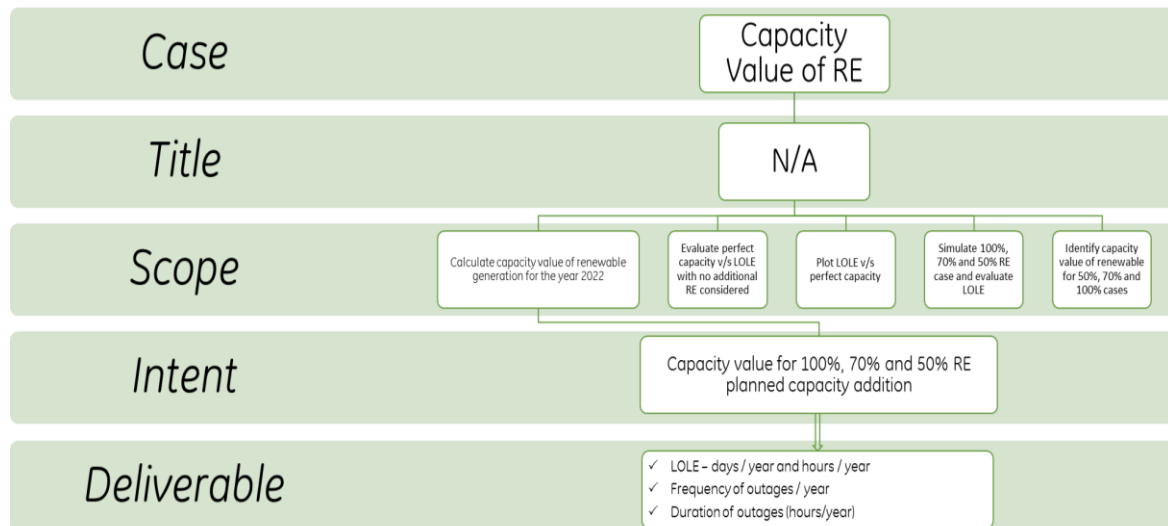 Case
Capacity
Value of RE
Title
N/A
Scope
Calculate capacity value of renewable
generation for the year 2022
Evaluate perfect
capacity v/s LOLE
with no additional
RE considered
Plot LOLE v/s
perfect capacity
Simulate 100%,
70% and 50% RE
case and evaluate
LOLE
Identify capacity
value of renewable
for 50%, 70% and
100% cases
Intent
Capacity value for 100%, 70% and 50% RE
planned capacity addition
Deliverable
✓ LOLE – days / year and hours / year
✓ Frequency of outages / year
✓ Duration of outages (hours/year)